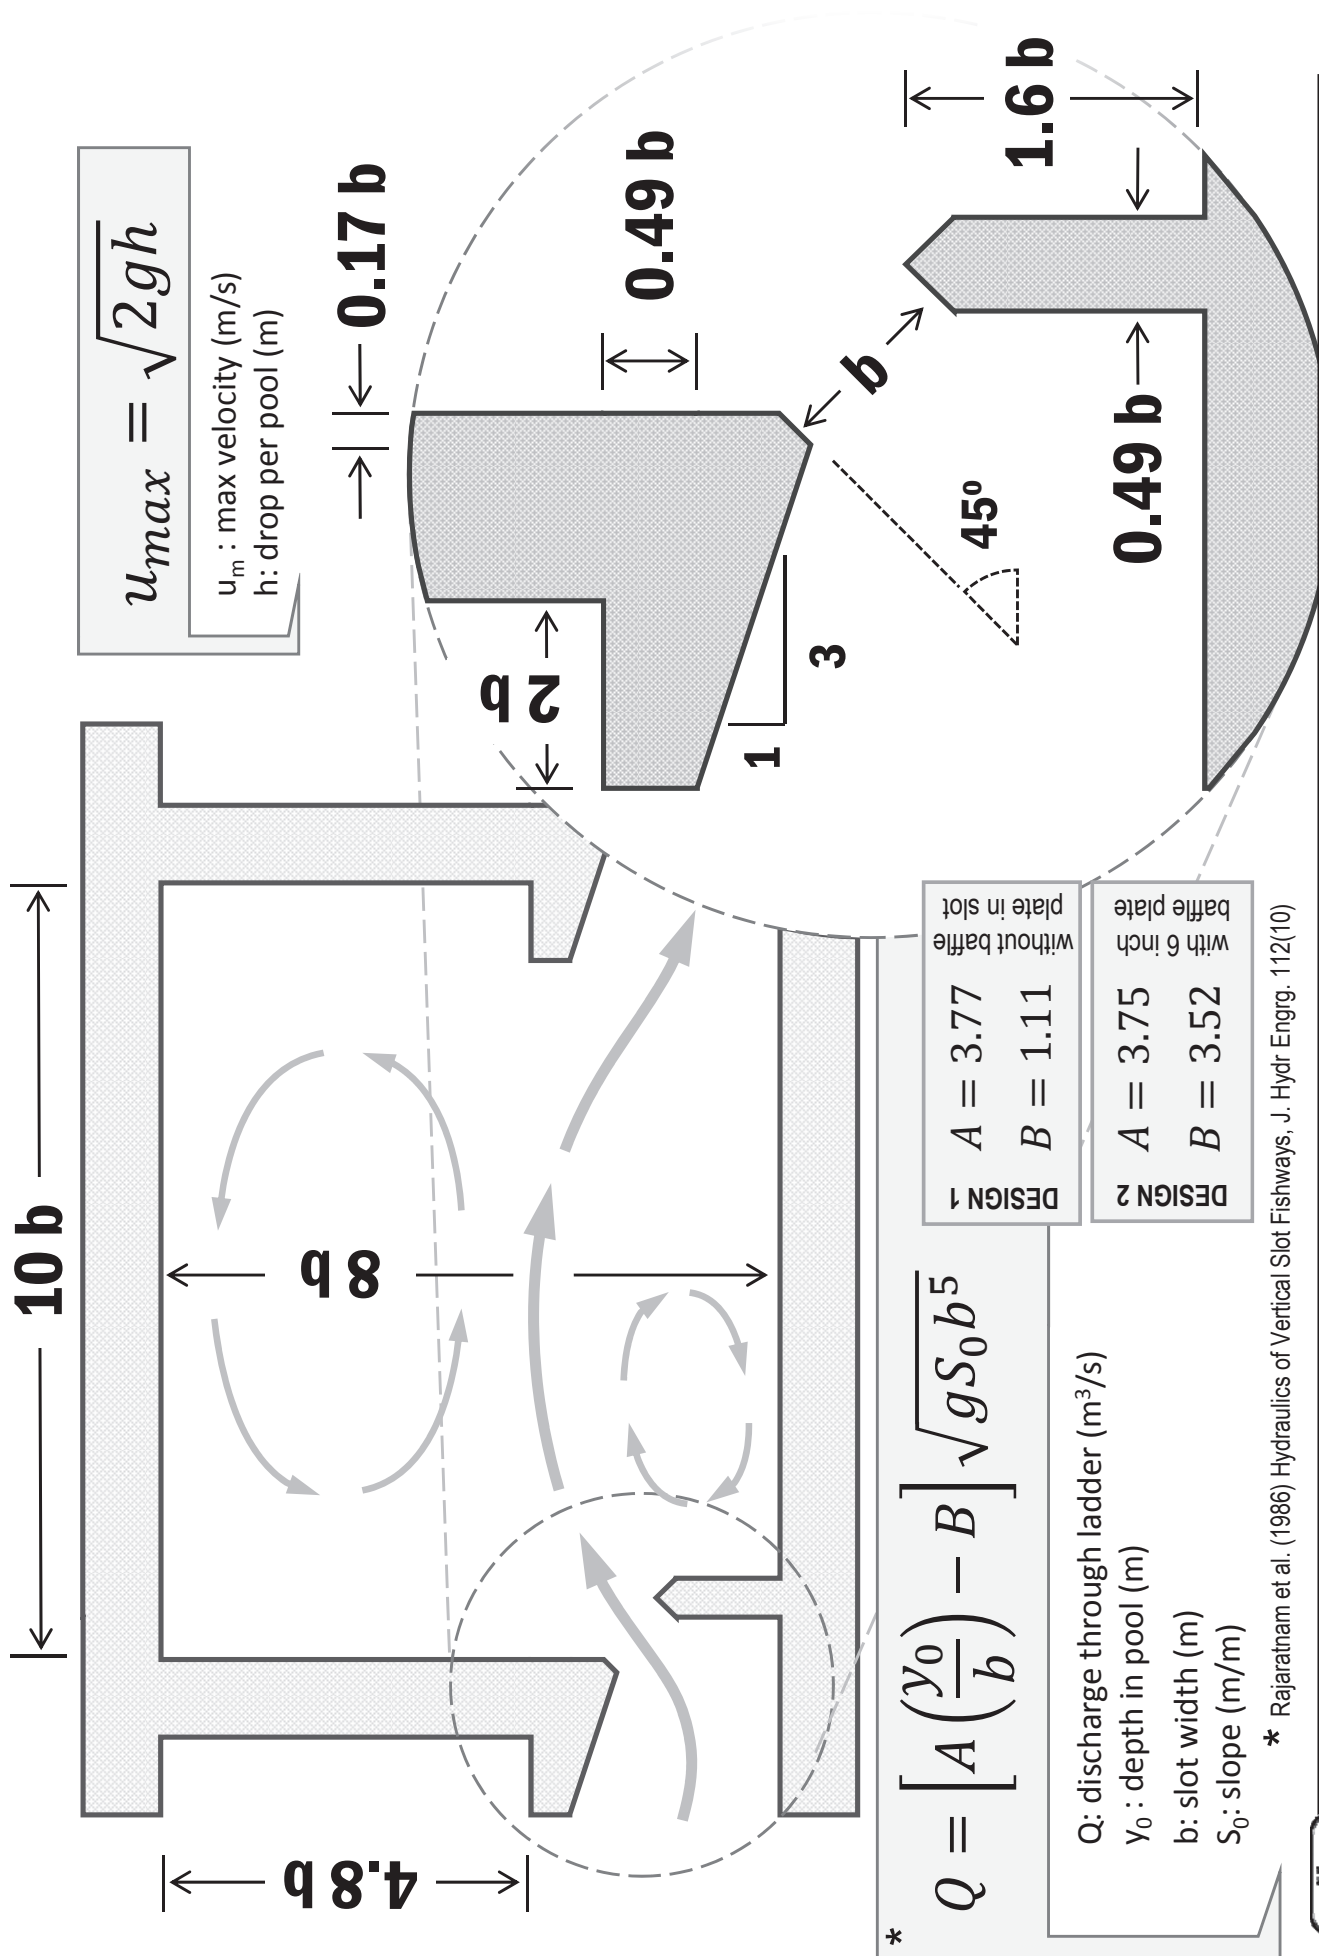 10 b
8 b
4.8 b
u_max = √2gh
u_m : max velocity (m/s)
h: drop per pool (m)
0.17 b
0.49 b
2 b
1
3
b
45⁰
1.6 b
0.49 b
*
Q = [A (y₀/b) − B] √gS₀b⁵
Q: discharge through ladder (m³/s)
y₀ : depth in pool (m)
b: slot width (m)
S₀: slope (m/m)
DESIGN 1
A = 3.77
B = 1.11
without baffle
plate in slot
DESIGN 2
A = 3.75
B = 3.52
with 6 inch
baffle plate
* Rajaratnam et al. (1986) Hydraulics of Vertical Slot Fishways, J. Hydr Engrg. 112(10)